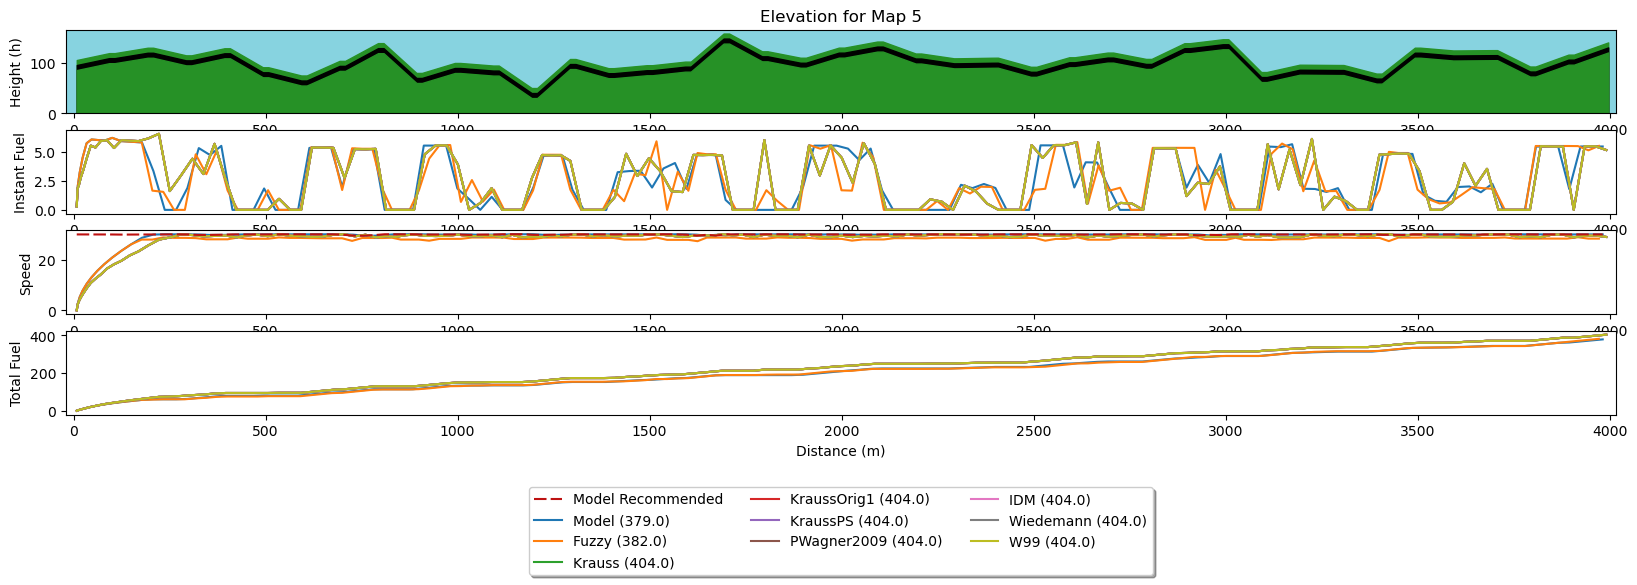 Elevation for Map 5
Height (h)
100
0
0 500 1000 1500 2000 2500 3000 3500 4000
Instant Fuel
5.0
2.5
0.0
0 500 1000 1500 2000 2500 3000 3500 4000
Speed
20
0
0 500 1000 1500 2000 2500 3000 3500 4000
Total Fuel
400
200
0
0 500 1000 1500 2000 2500 3000 3500 4000
Distance (m)
Model Recommended
Model (379.0)
Fuzzy (382.0)
Krauss (404.0)
KraussOrig1 (404.0)
KraussPS (404.0)
PWagner2009 (404.0)
IDM (404.0)
Wiedemann (404.0)
W99 (404.0)